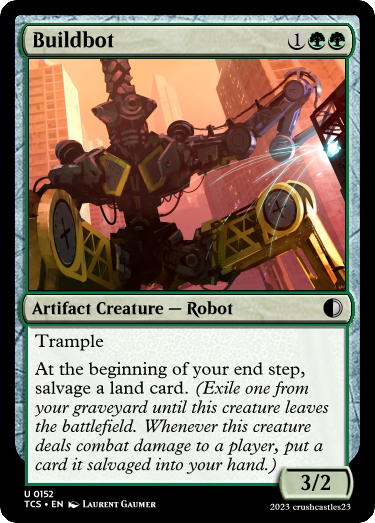 Buildbot 1
Artifact Creature — Robot
Trample
At the beginning of your end step,
salvage a land card. (Exile one from
your graveyard until this creature leaves
the battlefield. Whenever this creature
deals combat damage to a player, put a
card it salvaged into your hand.)
3/2
U 0152
TCS • EN Laurent Gaumer
2023 crushcastles23